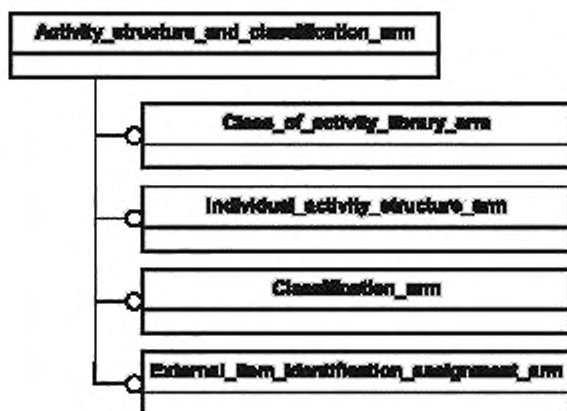 Activity_structure_and_classification_arm
Class_of_activity_library_arm
Individual_activity_structure_arm
Classification_arm
External_item_identification_assignment_arm